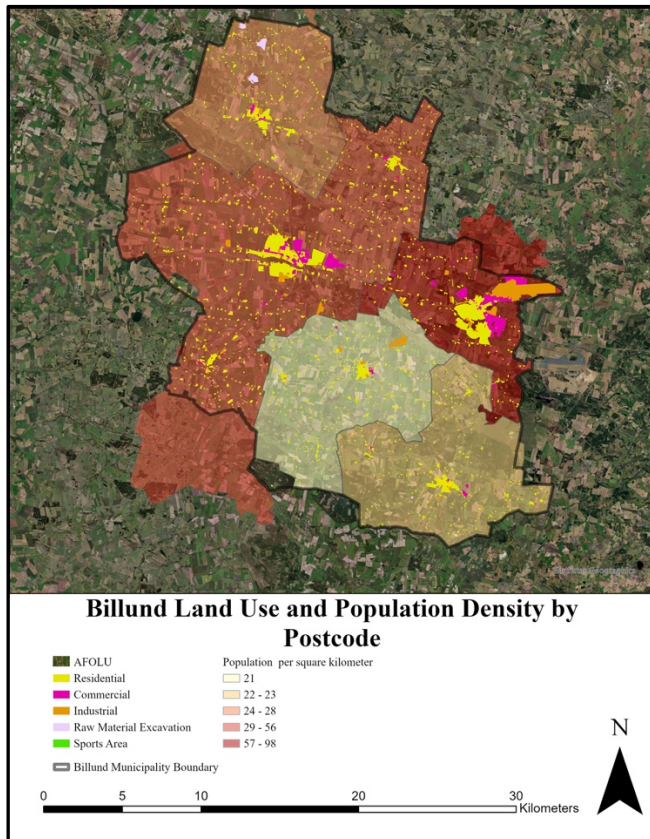 Billund Land Use and Population Density by
Postcode
AFOLU
Residential
Commercial
Industrial
Raw Material Excavation
Sports Area
Billund Municipality Boundary
Population per square kilometer
21
22 - 23
24 - 28
29 - 56
57 - 98
N
0 5 10 20 30
Kilometers